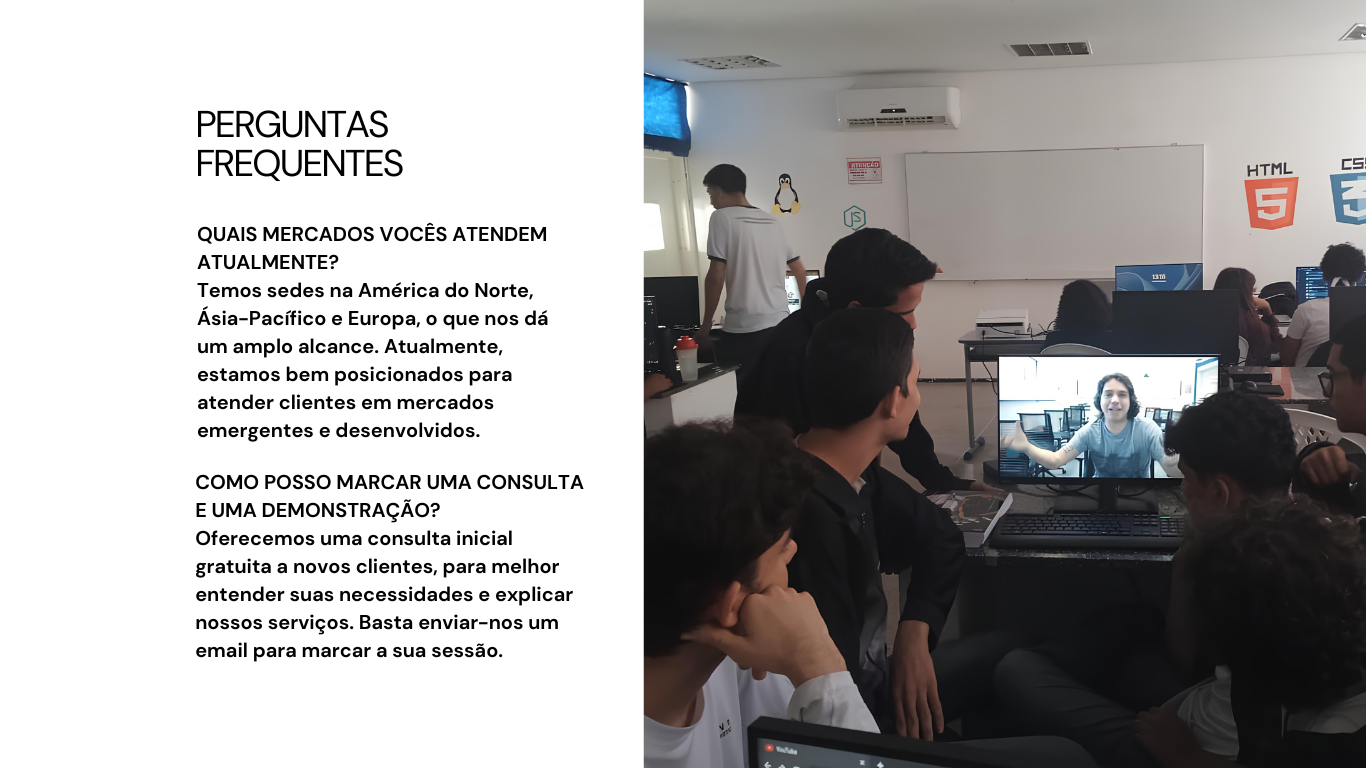 PERGUNTAS
FREQUENTES
QUAIS MERCADOS VOCÊS ATENDEM
ATUALMENTE?
Temos sedes na América do Norte,
Ásia-Pacífico e Europa, o que nos dá
um amplo alcance. Atualmente,
estamos bem posicionados para
atender clientes em mercados
emergentes e desenvolvidos.
COMO POSSO MARCAR UMA CONSULTA
E UMA DEMONSTRAÇÃO?
Oferecemos uma consulta inicial
gratuita a novos clientes, para melhor
entender suas necessidades e explicar
nossos serviços. Basta enviar-nos um
email para marcar a sua sessão.
ATENÇÃO
JS
HTML
5
CSS
3
YouTube